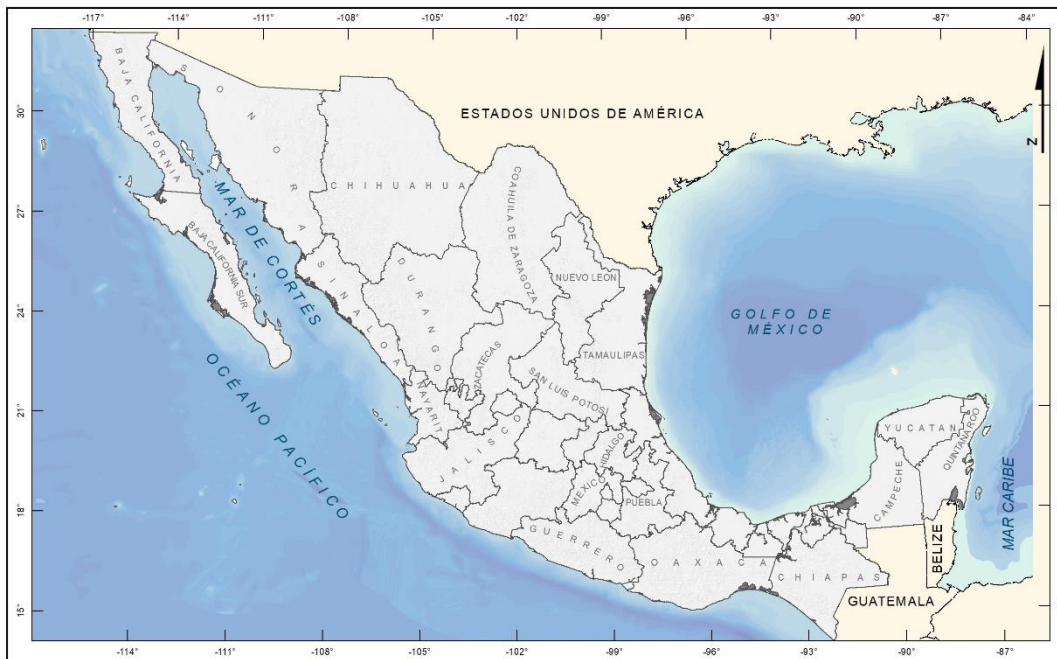 -117° -114° -111° -108° -105° -102° -99° -96° -93° -90° -87° -84°
30°
27°
24°
21°
18°
15°
N
ESTADOS UNIDOS DE AMÉRICA
BAJA CALIFORNIA
SONORA
CHIHUAHUA
COAHUILA DE ZARAGOZA
MAR DE CORTÉS
BAJA CALIFORNIA SUR
NUEVO LEON
SINALOA
DURANGO
GOLFO DE
MÉXICO
ZACATECAS
TAMAULIPAS
SAN LUIS POTOSI
OCÉANO PACÍFICO
NAYARIT
JALISCO
HIDALGO
MEXICO
PUEBLA
YUCATAN
QUINTANA ROO
CAMPECHE
MAR CARIBE
GUERRERO
OAXACA
CHIAPAS
BELIZE
GUATEMALA
-114° -111° -108° -105° -102° -99° -96° -93° -90° -87°